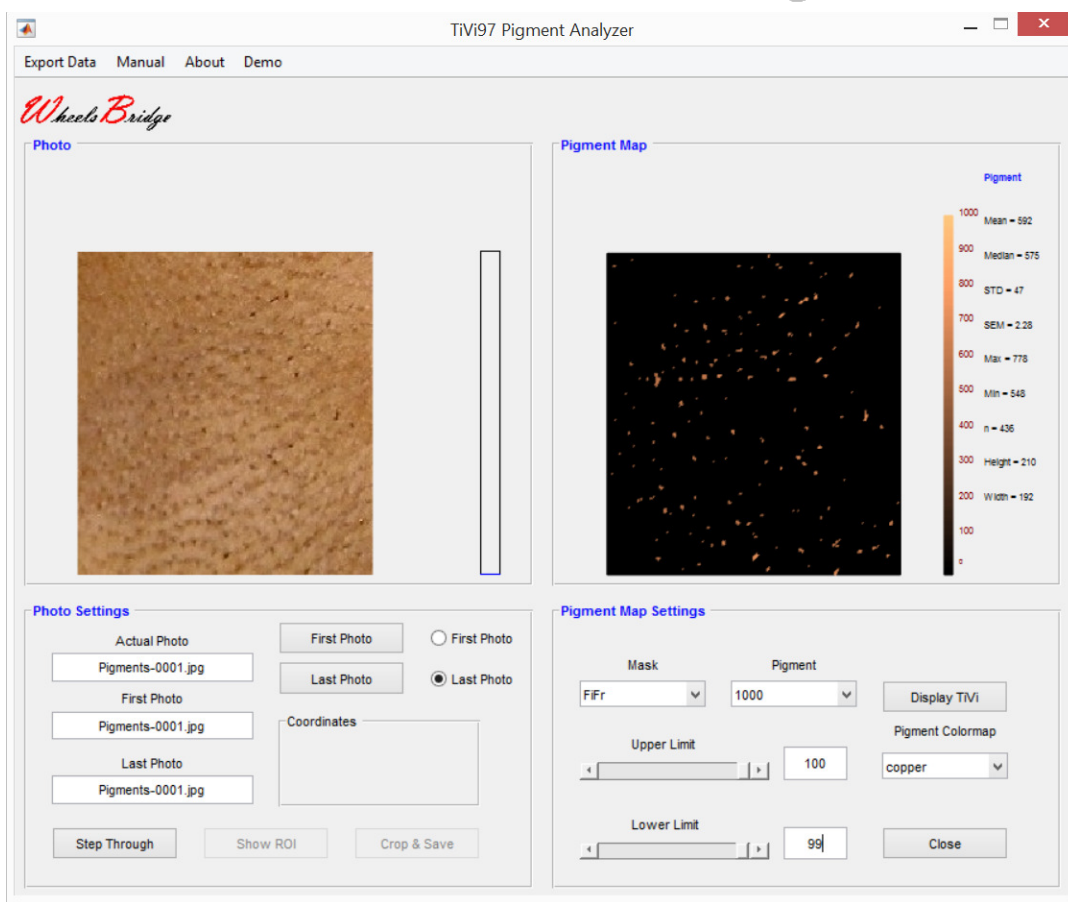 TiVi97 Pigment Analyzer
Export Data Manual About Demo
WheelsBridge
Photo
Pigment Map
Pigment
1000
900
800
700
600
500
400
300
200
100
0
Mean = 592
Median = 575
STD = 47
SEM = 2.28
Max = 778
Min = 548
n = 436
Height = 210
Width = 192
Photo Settings
Actual Photo
Pigments-0001.jpg
First Photo
Pigments-0001.jpg
Last Photo
Pigments-0001.jpg
First Photo
Last Photo
First Photo
Last Photo
Coordinates
Step Through
Show ROI
Crop & Save
Pigment Map Settings
Mask
FiFr
Pigment
1000
Display TiVi
Upper Limit
100
Pigment Colormap
copper
Lower Limit
99
Close